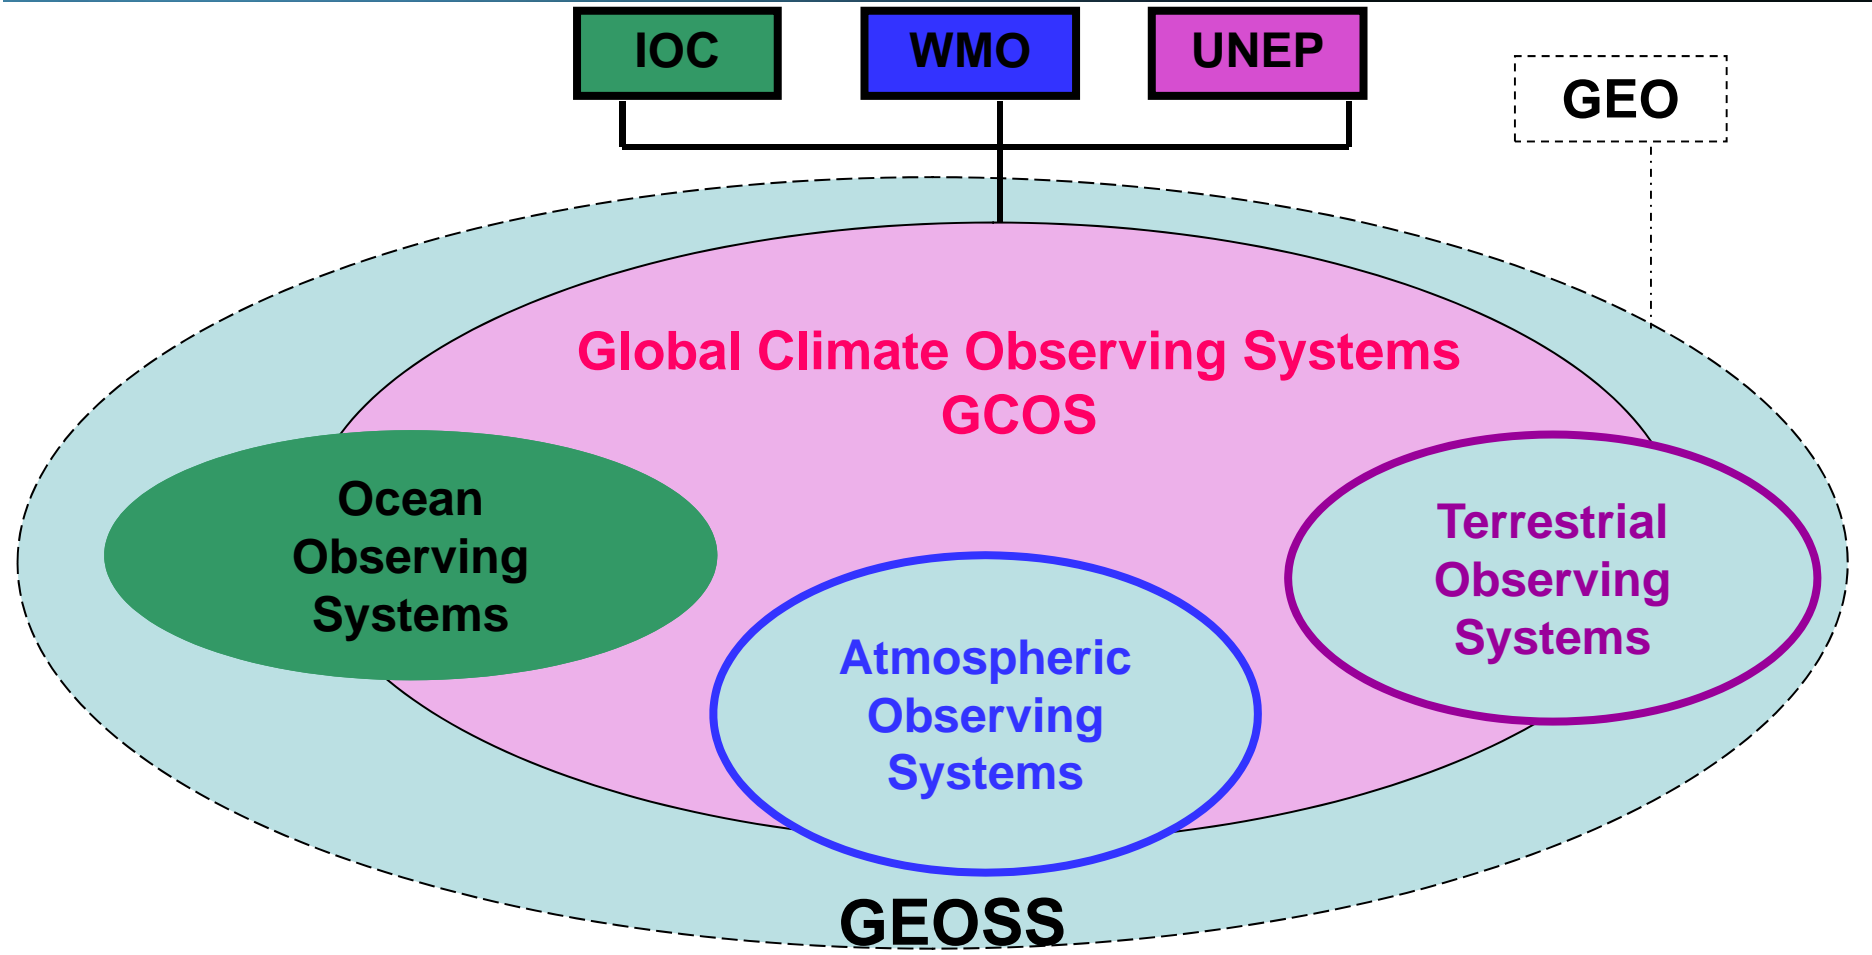 IOC
WMO
UNEP
GEO
Global Climate Observing Systems
GCOS
Ocean
Observing
Systems
Terrestrial
Observing
Systems
Atmospheric
Observing
Systems
GEOSS